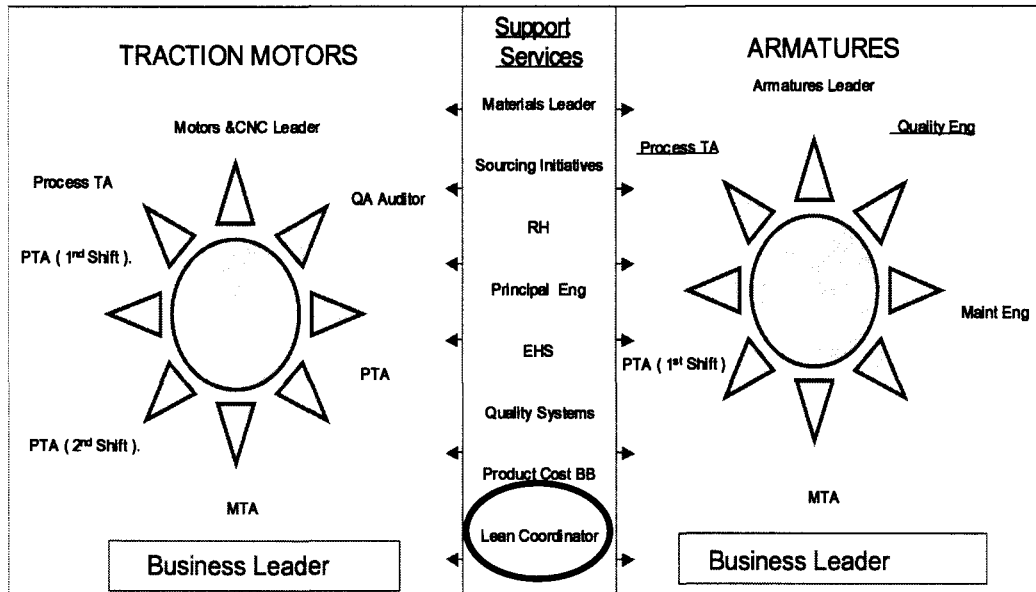 TRACTION MOTORS
Motors &CNC Leader
Process TA
QA Auditor
PTA ( 1nd Shift ).
PTA
PTA ( 2nd Shift ).
MTA
Business Leader
Support
Services
Materials Leader
Sourcing Initiatives
RH
Principal Eng
EHS
Quality Systems
Product Cost BB
Lean Coordinator
ARMATURES
Armatures Leader
Quality Eng
Process TA
Maint Eng
PTA ( 1st Shift )
MTA
Business Leader